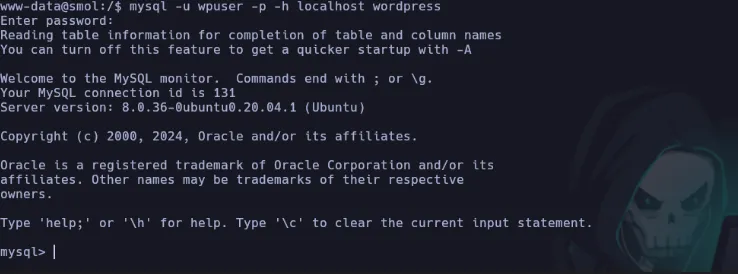 www-data@smol:/$ mysql -u wpuser -p -h localhost wordpress
Enter password:
Reading table information for completion of table and column names
You can turn off this feature to get a quicker startup with -A
Welcome to the MySQL monitor.  Commands end with ; or \g.
Your MySQL connection id is 131
Server version: 8.0.36-0ubuntu0.20.04.1 (Ubuntu)
Copyright (c) 2000, 2024, Oracle and/or its affiliates.
Oracle is a registered trademark of Oracle Corporation and/or its
affiliates. Other names may be trademarks of their respective
owners.
Type 'help;' or '\h' for help. Type '\c' to clear the current input statement.
mysql>